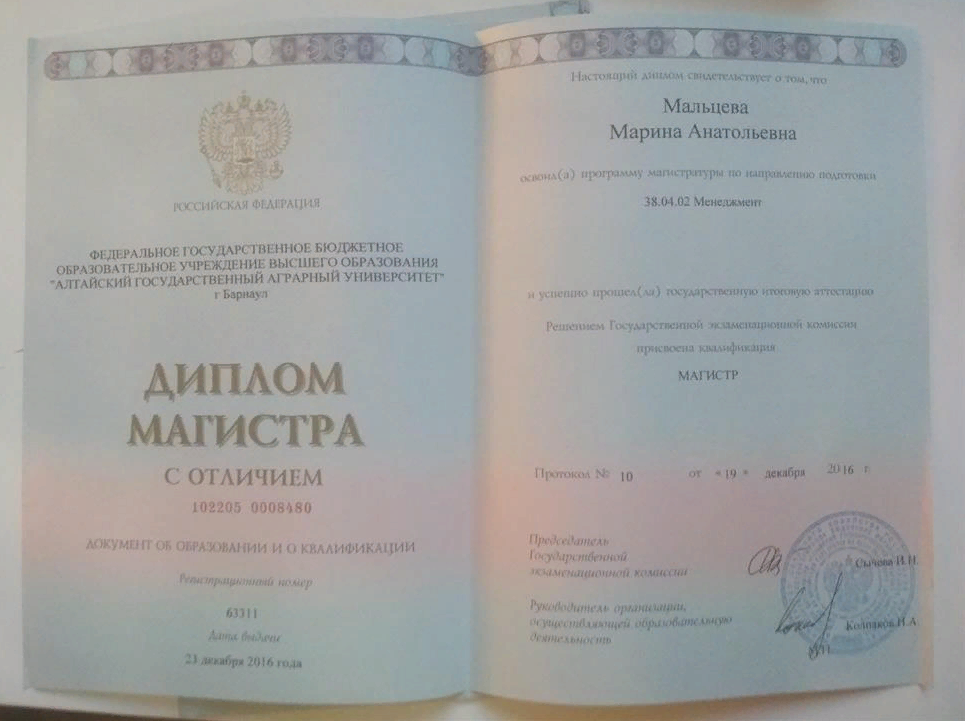 РОССИЙСКАЯ ФЕДЕРАЦИЯ
ФЕДЕРАЛЬНОЕ ГОСУДАРСТВЕННОЕ БЮДЖЕТНОЕ
ОБРАЗОВАТЕЛЬНОЕ УЧРЕЖДЕНИЕ ВЫСШЕГО ОБРАЗОВАНИЯ
"АЛТАЙСКИЙ ГОСУДАРСТВЕННЫЙ АГРАРНЫЙ УНИВЕРСИТЕТ"
г Барнаул
ДИПЛОМ
МАГИСТРА
С ОТЛИЧИЕМ
102205 0008480
ДОКУМЕНТ ОБ ОБРАЗОВАНИИ И О КВАЛИФИКАЦИИ
Регистрационный номер
63311
Дата выдачи
23 декабря 2016 года
Настоящий диплом свидетельствует о том, что
Мальцева
Марина Анатольевна
освоил(а) программу магистратуры по направлению подготовки
38.04.02 Менеджмент
и успешно прошел(ла) государственную итоговую аттестацию
Решением Государственной экзаменационной комиссии
присвоена квалификация
МАГИСТР
Протокол № 10 от «19» декабря 2016 г.
Председатель
Государственной
экзаменационной комиссии
Сычева И.Н.
Руководитель организации,
осуществляющей образовательную
деятельность
Колпаков Н.А
М.П.